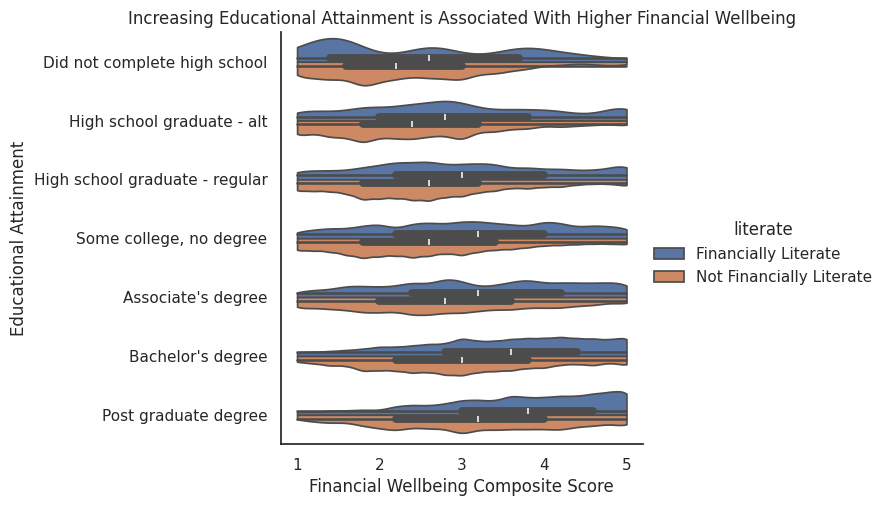 Increasing Educational Attainment is Associated With Higher Financial Wellbeing
Educational Attainment
Did not complete high school
High school graduate - alt
High school graduate - regular
Some college, no degree
Associate's degree
Bachelor's degree
Post graduate degree
1 2 3 4 5
Financial Wellbeing Composite Score
literate
Financially Literate
Not Financially Literate